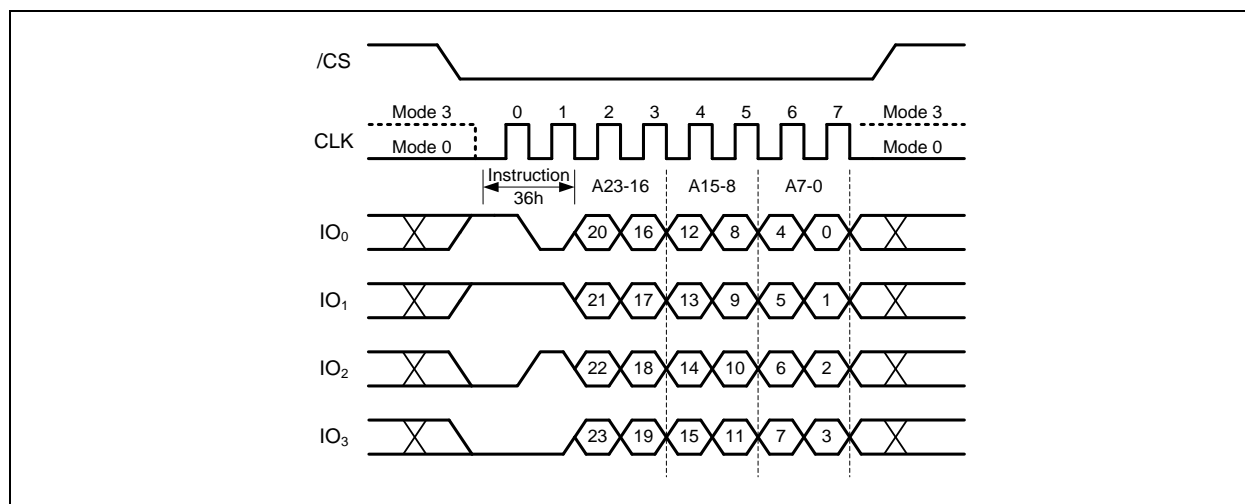 /CS
Mode 3 0 1 2 3 4 5 6 7 Mode 3
CLK
Mode 0 Mode 0
Instruction A23-16 A15-8 A7-0
36h
IO₀ 20 16 12 8 4 0
IO₁ 21 17 13 9 5 1
IO₂ 22 18 14 10 6 2
IO₃ 23 19 15 11 7 3